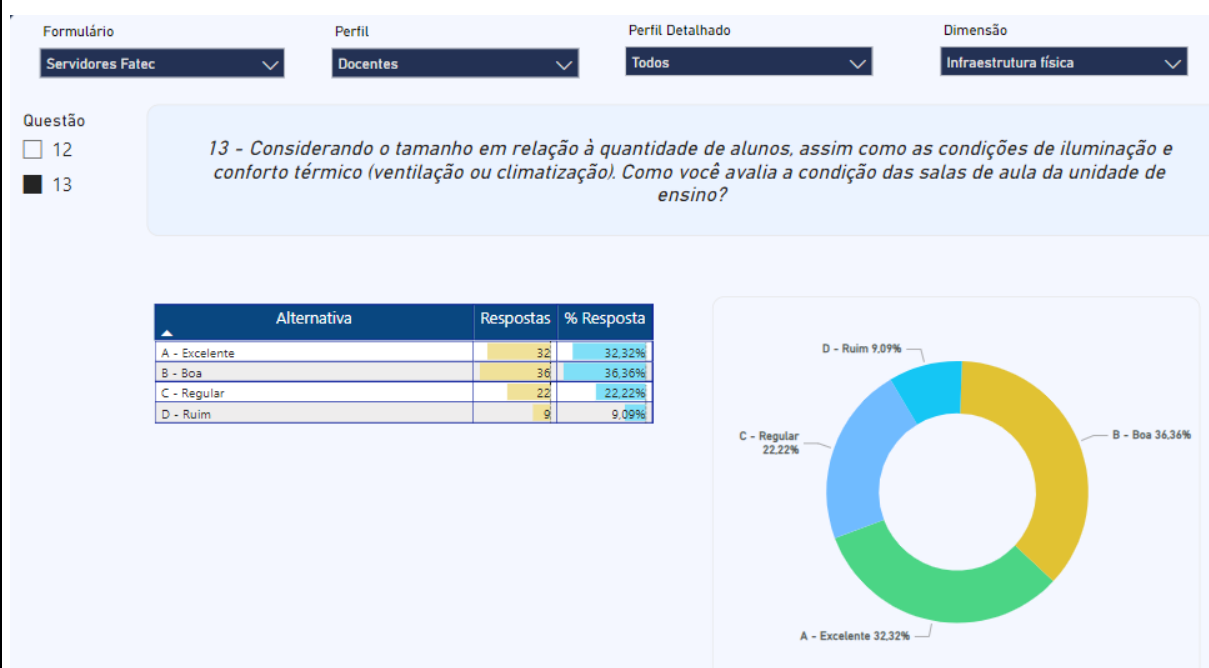 Formulário
Perfil
Perfil Detalhado
Dimensão
Servidores Fatec
Docentes
Todos
Infraestrutura física
Questão
12
13
13 - Considerando o tamanho em relação à quantidade de alunos, assim como as condições de iluminação e
conforto térmico (ventilação ou climatização). Como você avalia a condição das salas de aula da unidade de
ensino?
Alternativa Respostas % Resposta
A - Excelente 32 32,32%
B - Boa 36 36,36%
C - Regular 22 22,22%
D - Ruim 9 9,09%
D - Ruim 9,09%
C - Regular
22,22%
B - Boa 36,36%
A - Excelente 32,32%